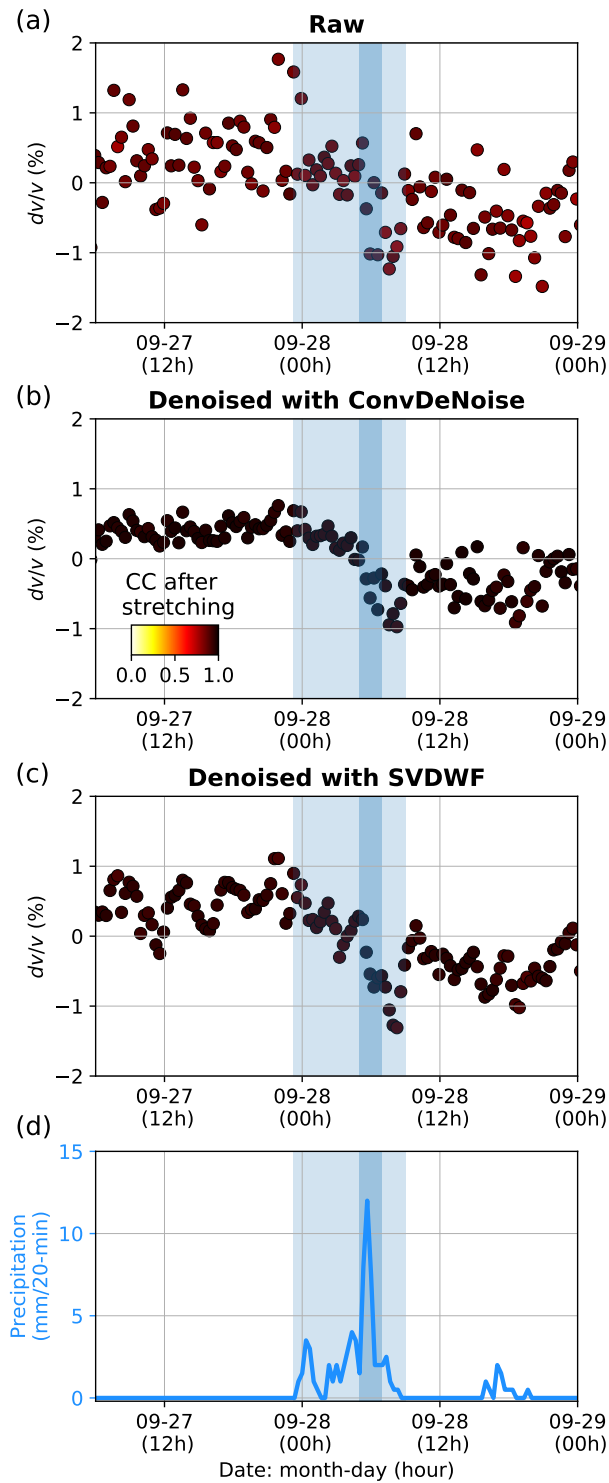 (a)
Raw
2
1
0
−1
−2
dv/v (%)
09-27
(12h)
09-28
(00h)
09-28
(12h)
09-29
(00h)
(b)
Denoised with ConvDeNoise
2
1
0
−1
−2
dv/v (%)
CC after
stretching
0.0 0.5 1.0
09-27
(12h)
09-28
(00h)
09-28
(12h)
09-29
(00h)
(c)
Denoised with SVDWF
2
1
0
−1
−2
dv/v (%)
09-27
(12h)
09-28
(00h)
09-28
(12h)
09-29
(00h)
(d)
15
10
5
0
Precipitation
(mm/20-min)
09-27
(12h)
09-28
(00h)
09-28
(12h)
09-29
(00h)
Date: month-day (hour)